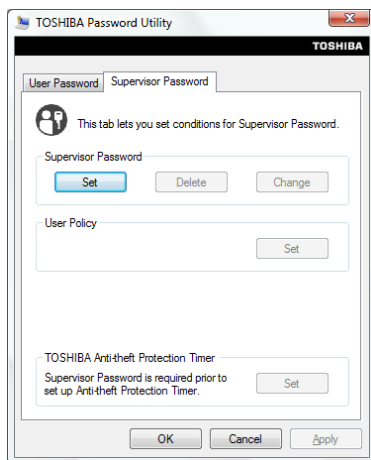 TOSHIBA Password Utility
TOSHIBA
User Password Supervisor Password
This tab lets you set conditions for Supervisor Password.
Supervisor Password
Set Delete Change
User Policy
Set
TOSHIBA Anti-theft Protection Timer
Supervisor Password is required prior to
set up Anti-theft Protection Timer.
Set
OK Cancel Apply